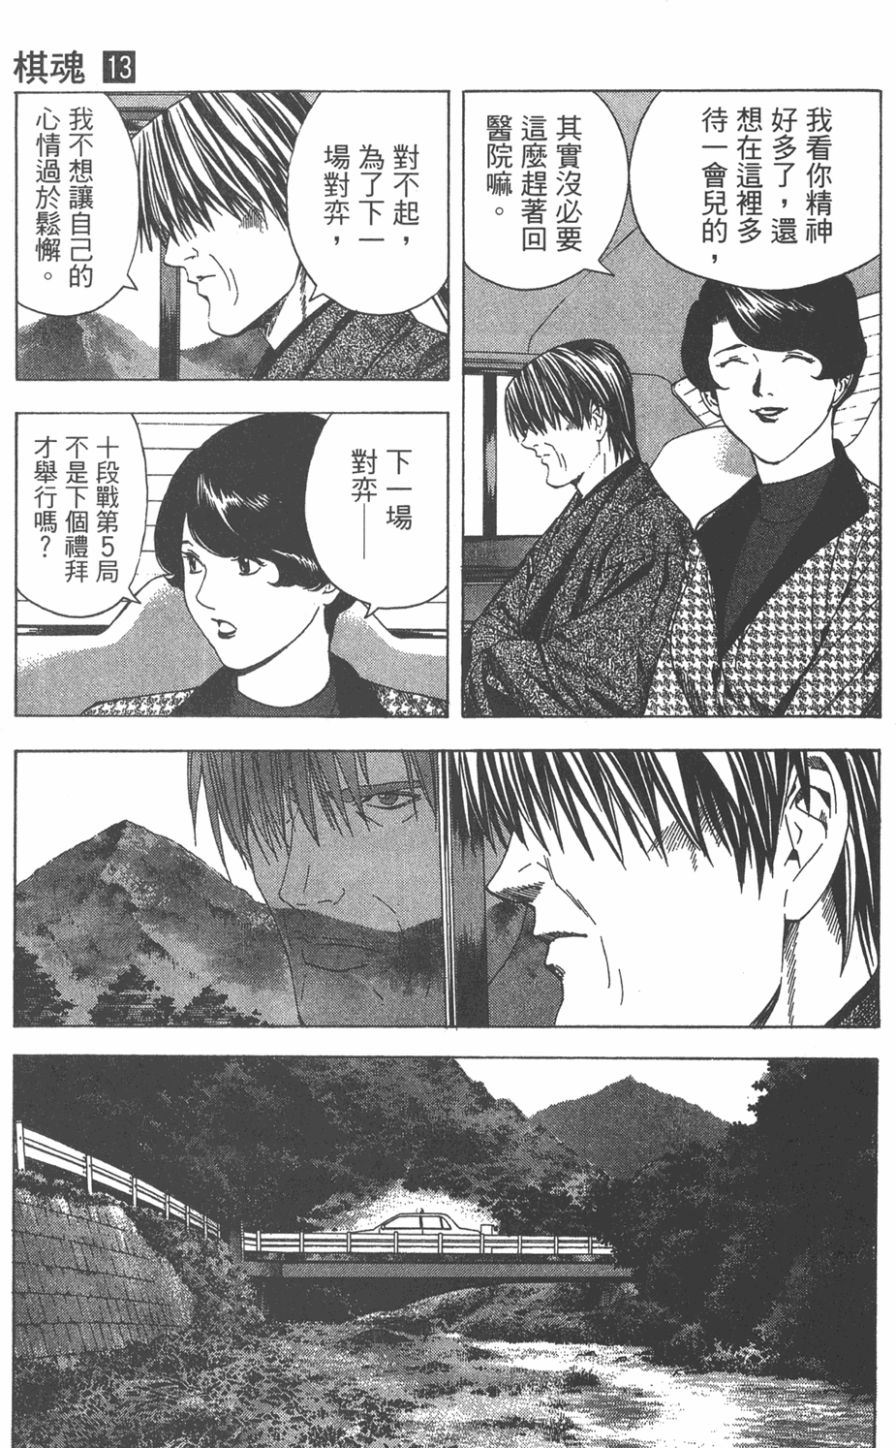 棋魂 13
我看你精神
好多了，還
想在這裡多
待一會兒的，
其實沒必要
這麼趕著回
醫院嘛。
對不起，
為了下一
場對弈，
我不想讓自己的
心情過於鬆懈。
下一場
對弈——
十段戰第5局
不是下個禮拜
才舉行嗎？